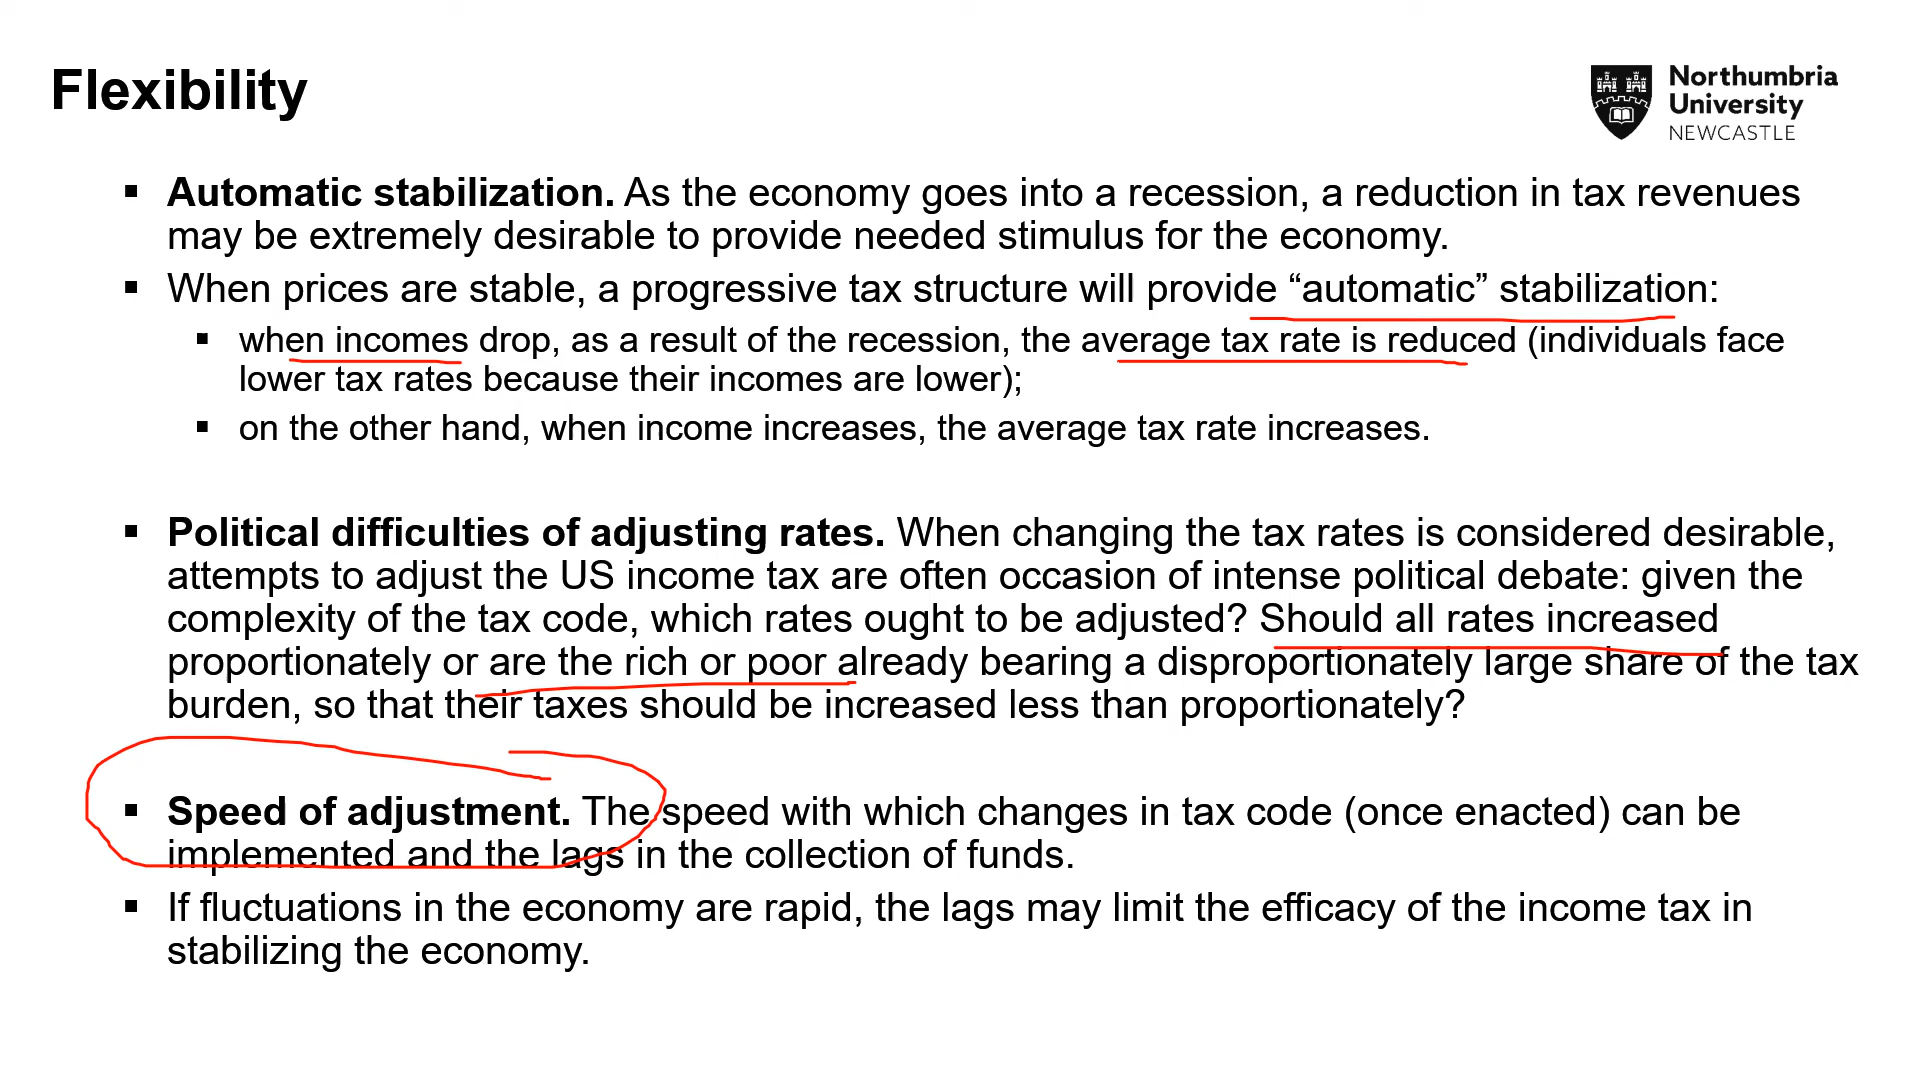 Flexibility
Northumbria
University
NEWCASTLE
▪ Automatic stabilization. As the economy goes into a recession, a reduction in tax revenues
may be extremely desirable to provide needed stimulus for the economy.
▪ When prices are stable, a progressive tax structure will provide “automatic” stabilization:
▪ when incomes drop, as a result of the recession, the average tax rate is reduced (individuals face
lower tax rates because their incomes are lower);
▪ on the other hand, when income increases, the average tax rate increases.
▪ Political difficulties of adjusting rates. When changing the tax rates is considered desirable,
attempts to adjust the US income tax are often occasion of intense political debate: given the
complexity of the tax code, which rates ought to be adjusted? Should all rates increased
proportionately or are the rich or poor already bearing a disproportionately large share of the tax
burden, so that their taxes should be increased less than proportionately?
▪ Speed of adjustment. The speed with which changes in tax code (once enacted) can be
implemented and the lags in the collection of funds.
▪ If fluctuations in the economy are rapid, the lags may limit the efficacy of the income tax in
stabilizing the economy.